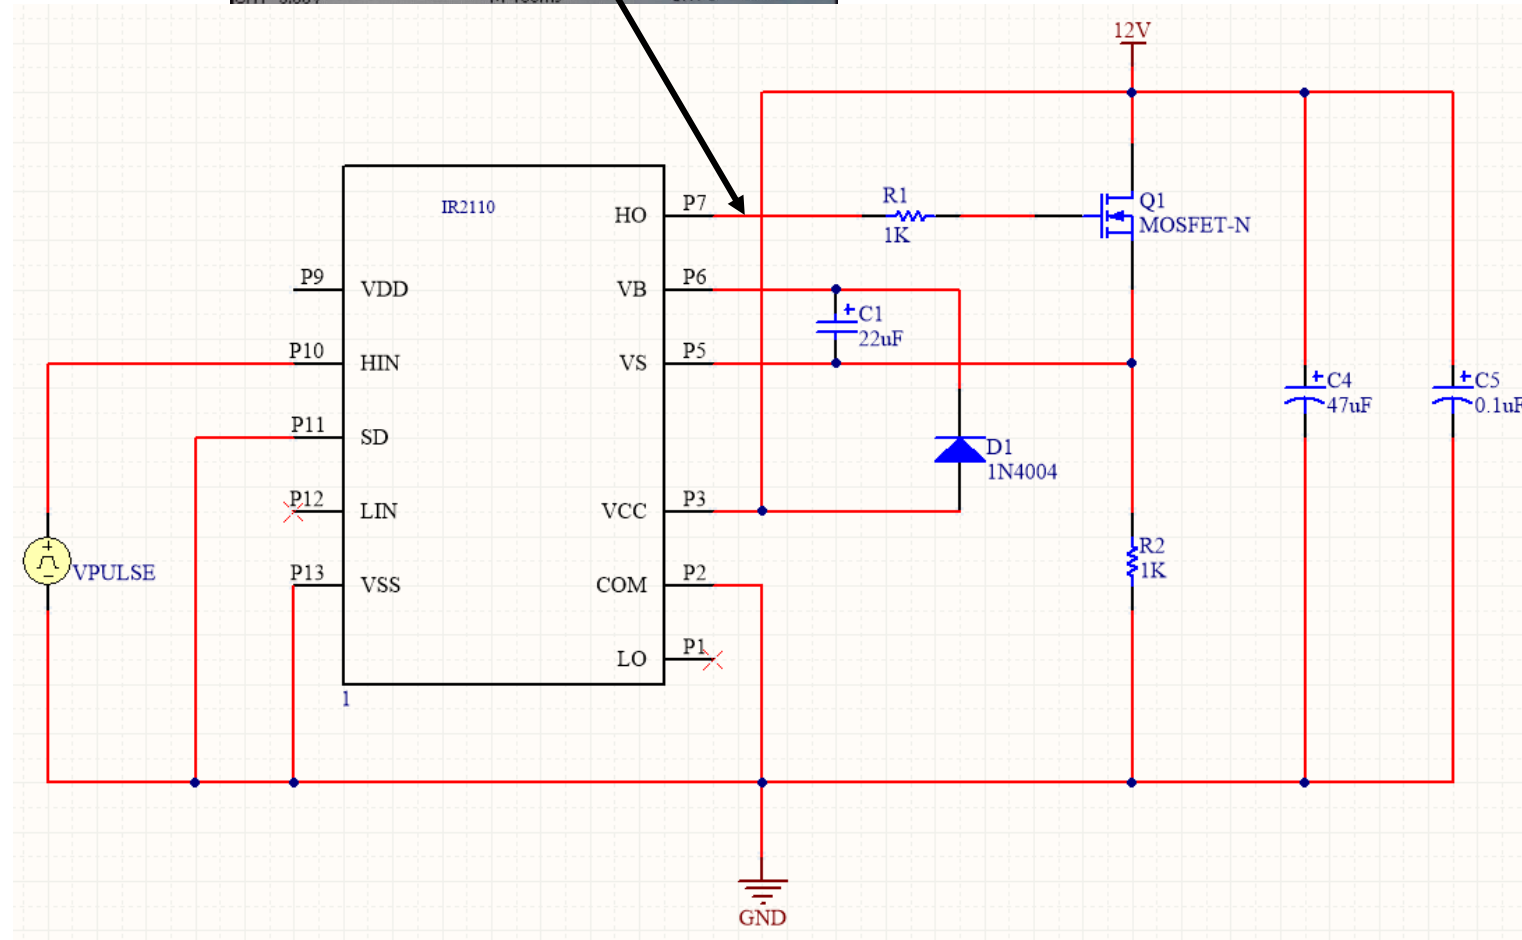 12V
P7
R1
Q1
IR2110
HO
MOSFET-N
1K
P9
P6
VDD
VB
C1
22uF
P10
P5
HIN
VS
C4
C5
47uF
0.1uF
P11
SD
D1
1N4004
P12
P3
LIN
VCC
R2
1K
VPULSE
P13
P2
VSS
COM
P1
LO
1
GND